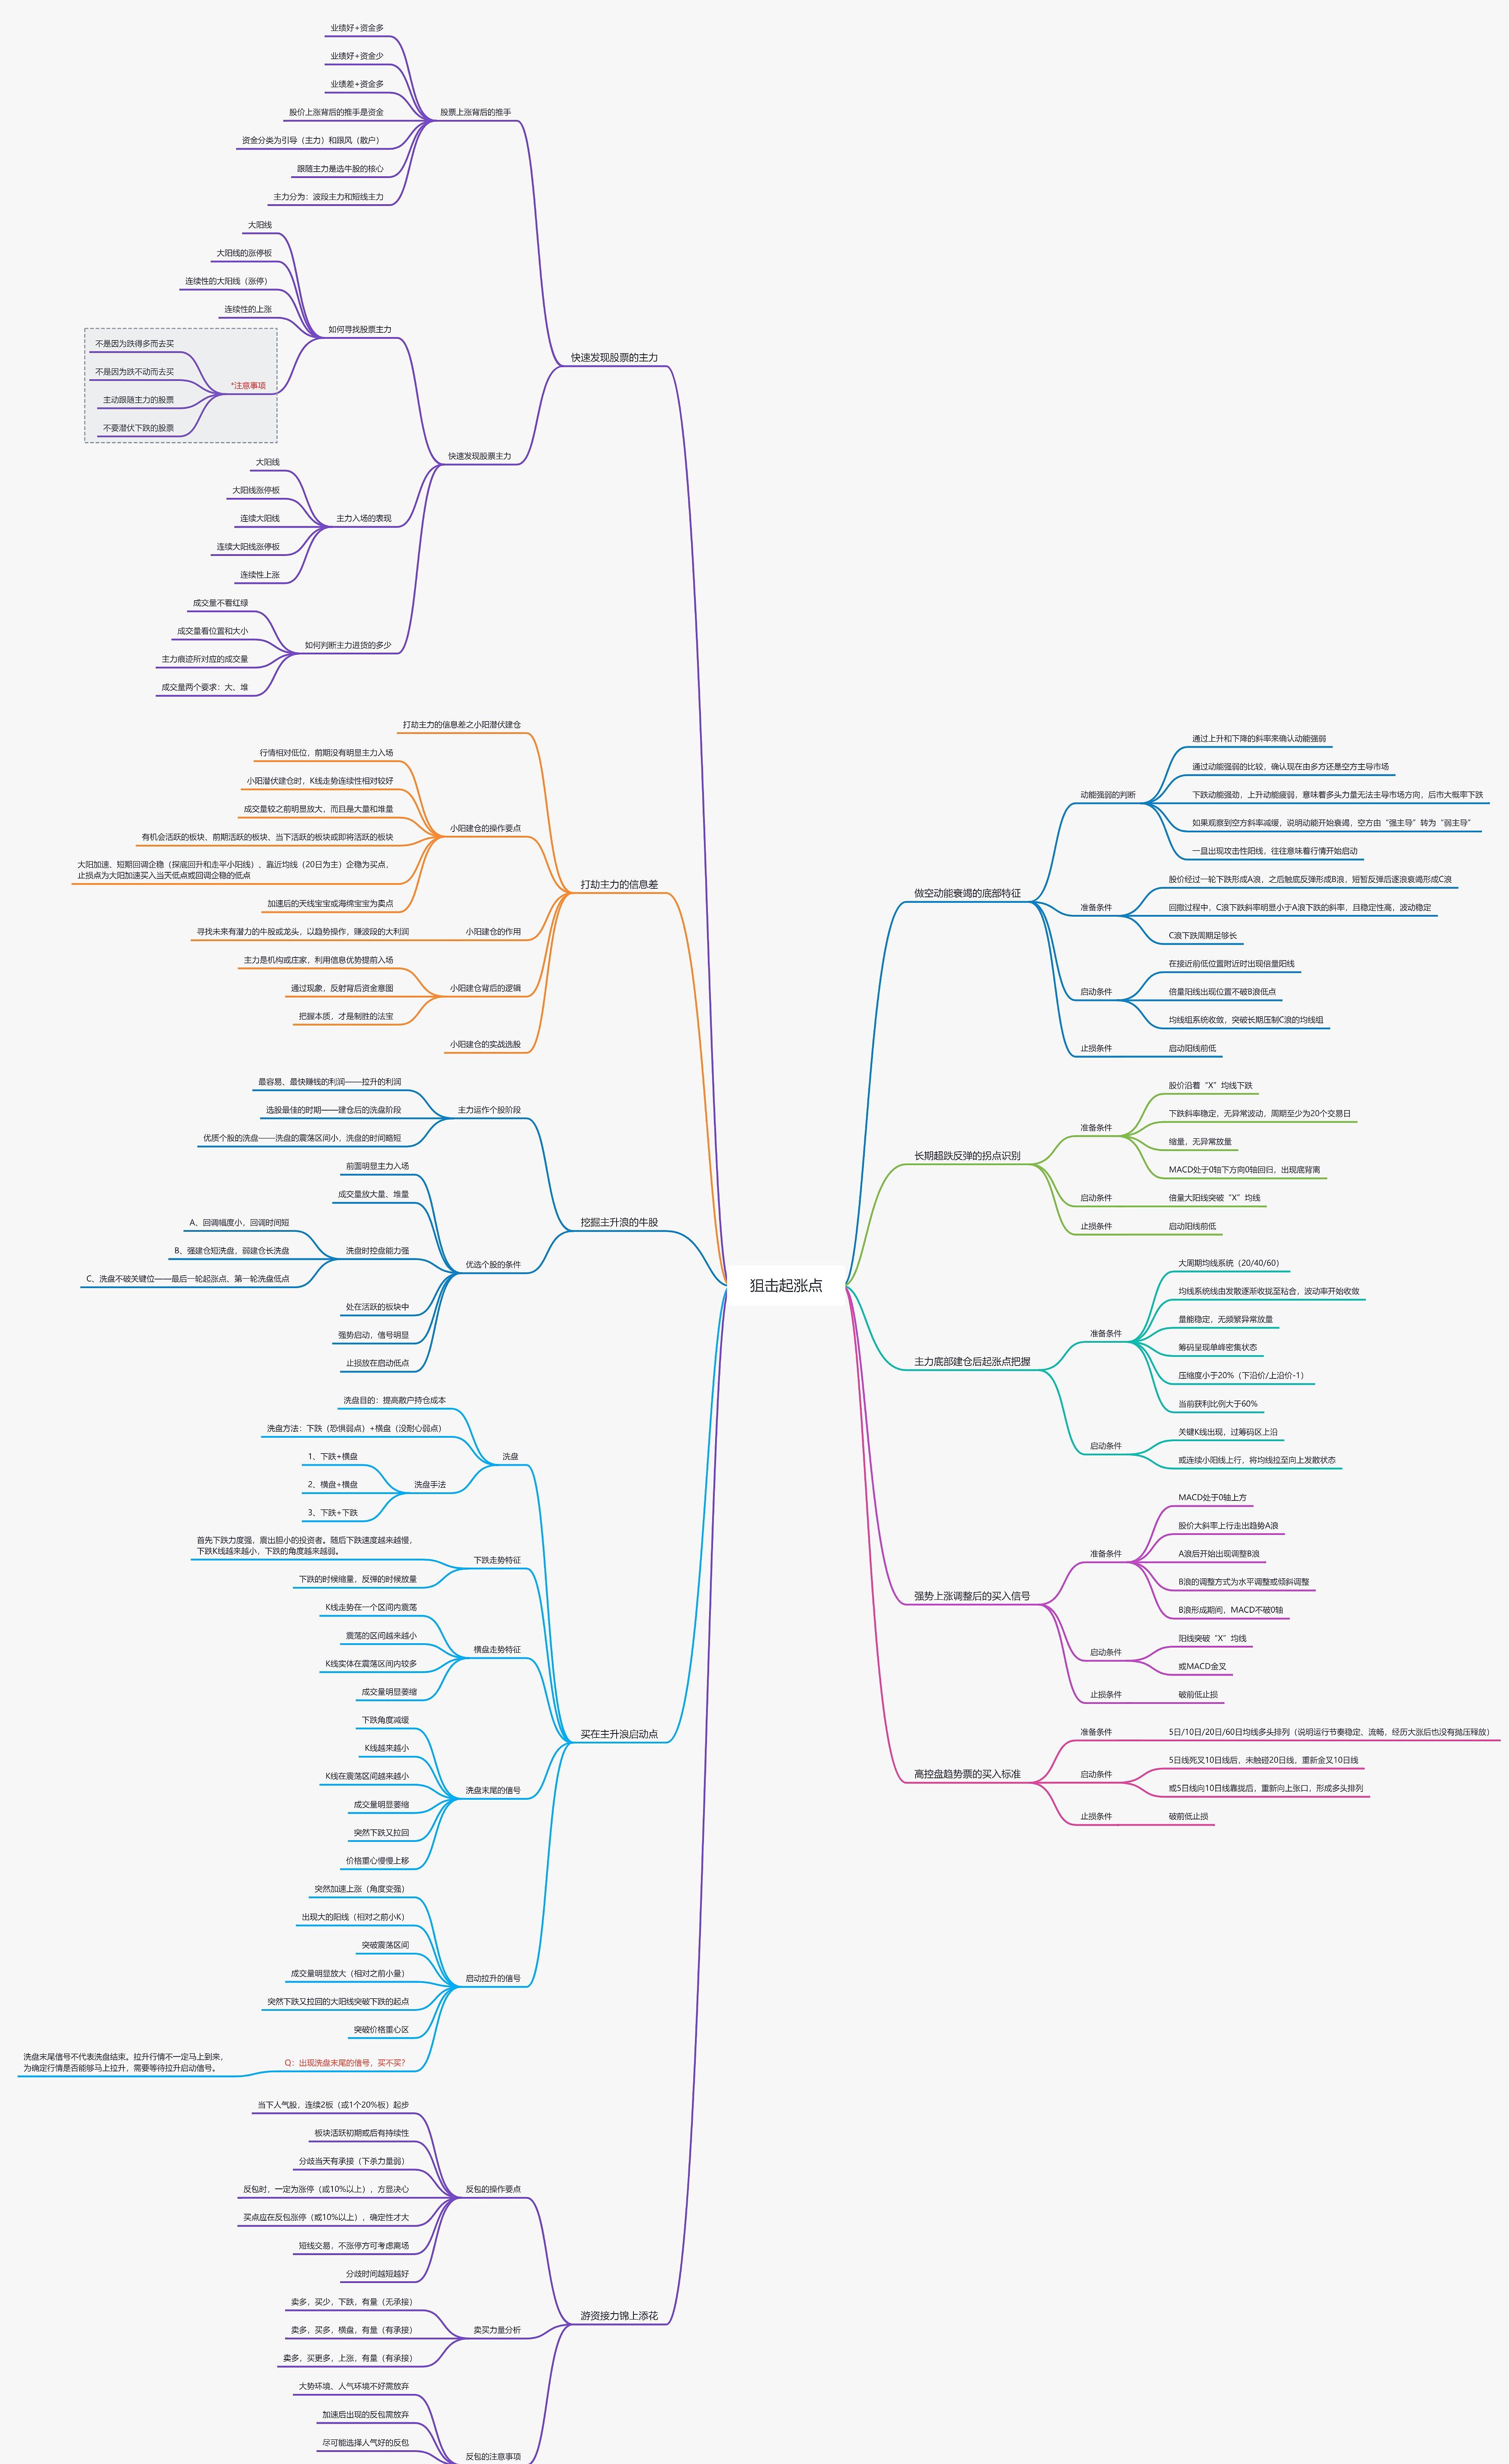 狙击起涨点
快速发现股票的主力
股票上涨背后的推手
业绩好+资金多
业绩好+资金少
业绩差+资金多
股价上涨背后的推手是资金
资金分类为引导（主力）和跟风（散户）
跟随主力是选牛股的核心
主力分为：波段主力和短线主力
快速发现股票主力
如何寻找股票主力
大阳线
大阳线的涨停板
连续性的大阳线（涨停）
连续性的上涨
*注意事项
不是因为跌得多而去买
不是因为跌不动而去买
主动跟随主力的股票
不要潜伏下跌的股票
主力入场的表现
大阳线
大阳线涨停板
连续大阳线
连续大阳线涨停板
连续性上涨
如何判断主力进货的多少
成交量不看红绿
成交量看位置和大小
主力痕迹所对应的成交量
成交量两个要求：大、堆
打劫主力的信息差
打劫主力的信息差之小阳潜伏建仓
小阳建仓的操作要点
行情相对低位，前期没有明显主力入场
小阳潜伏建仓时，K线走势连续性相对较好
成交量较之前明显放大，而且是大量和堆量
有机会活跃的板块、前期活跃的板块、当下活跃的板块或即将活跃的板块
大阳加速、短期回调企稳（探底回升和走平小阳线）、靠近均线（20日为主）企稳为买点，
止损点为大阳加速买入当天低点或回调企稳的低点
加速后的天线宝宝或海绵宝宝为卖点
小阳建仓的作用
寻找未来有潜力的牛股或龙头，以趋势操作，赚波段的大利润
小阳建仓背后的逻辑
主力是机构或庄家，利用信息优势提前入场
通过现象，反射背后资金意图
把握本质，才是制胜的法宝
小阳建仓的实战选股
挖掘主升浪的牛股
主力运作个股阶段
最容易、最快赚钱的利润——拉升的利润
选股最佳的时期——建仓后的洗盘阶段
优质个股的洗盘——洗盘的震荡区间小，洗盘的时间略短
优选个股的条件
前面明显主力入场
成交量放大量、堆量
洗盘时控盘能力强
A、回调幅度小，回调时间短
B、强建仓短洗盘，弱建仓长洗盘
C、洗盘不破关键位——最后一轮起涨点、第一轮洗盘低点
处在活跃的板块中
强势启动，信号明显
止损放在启动低点
买在主升浪启动点
洗盘
洗盘目的：提高散户持仓成本
洗盘方法：下跌（恐惧弱点）+横盘（没耐心弱点）
洗盘手法
1、下跌+横盘
2、横盘+横盘
3、下跌+下跌
下跌走势特征
首先下跌力度强，震出胆小的投资者。随后下跌速度越来越慢，
下跌K线越来越小，下跌的角度越来越弱。
下跌的时候缩量，反弹的时候放量
横盘走势特征
K线走势在一个区间内震荡
震荡的区间越来越小
K线实体在震荡区间内较多
成交量明显萎缩
洗盘末尾的信号
下跌角度减缓
K线越来越小
K线在震荡区间越来越小
成交量明显萎缩
突然下跌又拉回
价格重心慢慢上移
启动拉升的信号
突然加速上涨（角度变强）
出现大的阳线（相对之前小K）
突破震荡区间
成交量明显放大（相对之前小量）
突然下跌又拉回的大阳线突破下跌的起点
突破价格重心区
Q：出现洗盘末尾的信号，买不买？
洗盘末尾信号不代表洗盘结束。拉升行情不一定马上到来，
为确定行情是否能够马上拉升，需要等待拉升启动信号。
游资接力锦上添花
反包的操作要点
当下人气股，连续2板（或1个20%板）起步
板块活跃初期或后有持续性
分歧当天有承接（下杀力量弱）
反包时，一定为涨停（或10%以上），方显决心
买点应在反包涨停（或10%以上），确定性才大
短线交易，不涨停方可考虑离场
分歧时间越短越好
卖买力量分析
卖多，买少，下跌，有量（无承接）
卖多，买多，横盘，有量（有承接）
卖多，买更多，上涨，有量（有承接）
反包的注意事项
大势环境、人气环境不好需放弃
加速后出现的反包需放弃
尽可能选择人气好的反包
做空动能衰竭的底部特征
动能强弱的判断
通过上升和下降的斜率来确认动能强弱
通过动能强弱的比较，确认现在由多方还是空方主导市场
下跌动能强劲，上升动能疲弱，意味着多头力量无法主导市场方向，后市大概率下跌
如果观察到空方斜率减缓，说明动能开始衰竭，空方由“强主导”转为“弱主导”
一旦出现攻击性阳线，往往意味着行情开始启动
准备条件
股价经过一轮下跌形成A浪，之后触底反弹形成B浪，短暂反弹后逐浪衰竭形成C浪
回撤过程中，C浪下跌斜率明显小于A浪下跌的斜率，且稳定性高，波动稳定
C浪下跌周期足够长
启动条件
在接近前低位置附近时出现倍量阳线
倍量阳线出现位置不破B浪低点
均线组系统收敛，突破长期压制C浪的均线组
止损条件
启动阳线前低
长期超跌反弹的拐点识别
准备条件
股价沿着“X”均线下跌
下跌斜率稳定，无异常波动，周期至少为20个交易日
缩量，无异常放量
MACD处于0轴下方向0轴回归，出现底背离
启动条件
倍量大阳线突破“X”均线
止损条件
启动阳线前低
主力底部建仓后起涨点把握
准备条件
大周期均线系统（20/40/60）
均线系统线由发散逐渐收拢至粘合，波动率开始收敛
量能稳定，无频繁异常放量
筹码呈现单峰密集状态
压缩度小于20%（下沿价/上沿价-1）
当前获利比例大于60%
启动条件
关键K线出现，过筹码区上沿
或连续小阳线上行，将均线拉至向上发散状态
强势上涨调整后的买入信号
准备条件
MACD处于0轴上方
股价大斜率上行走出趋势A浪
A浪后开始出现调整B浪
B浪的调整方式为水平调整或倾斜调整
B浪形成期间，MACD不破0轴
启动条件
阳线突破“X”均线
或MACD金叉
止损条件
破前低止损
高控盘趋势票的买入标准
准备条件
5日/10日/20日/60日均线多头排列（说明运行节奏稳定、流畅，经历大涨后也没有抛压释放）
启动条件
5日线死叉10日线后，未触碰20日线，重新金叉10日线
或5日线向10日线靠拢后，重新向上张口，形成多头排列
止损条件
破前低止损